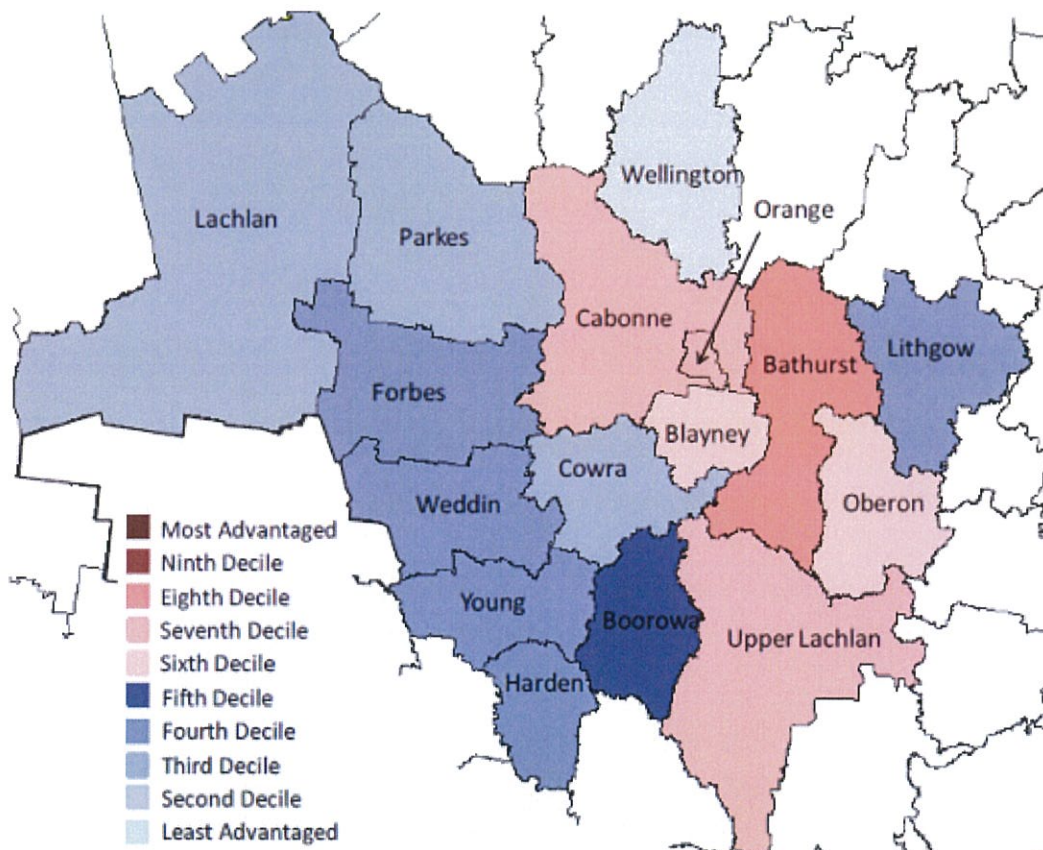 Wellington
Orange
Lachlan
Parkes
Cabonne
Bathurst
Lithgow
Forbes
Blayney
Cowra
Weddin
Oberon
Young
Boorowa
Upper Lachlan
Harden
Most Advantaged
Ninth Decile
Eighth Decile
Seventh Decile
Sixth Decile
Fifth Decile
Fourth Decile
Third Decile
Second Decile
Least Advantaged